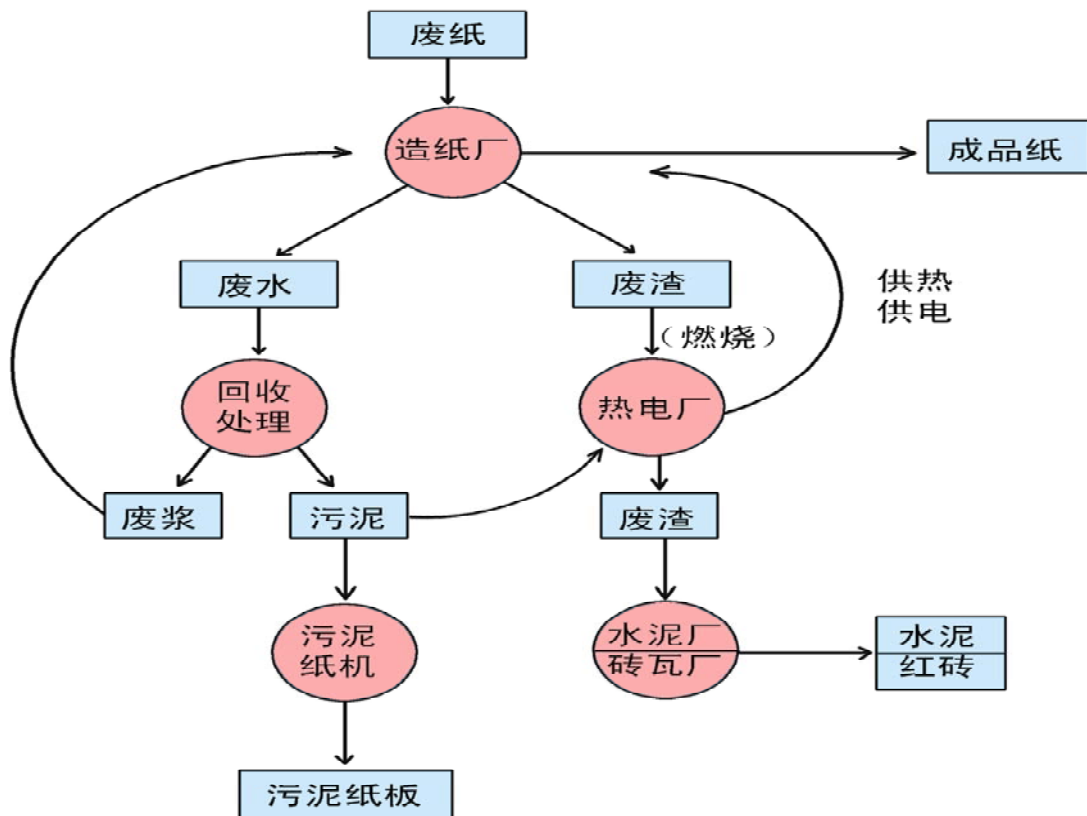 废纸
造纸厂
成品纸
废水
废渣
供热
供电
（燃烧）
回收
处理
热电厂
废浆
污泥
废渣
污泥
纸机
水泥厂
砖瓦厂
水泥
红砖
污泥纸板